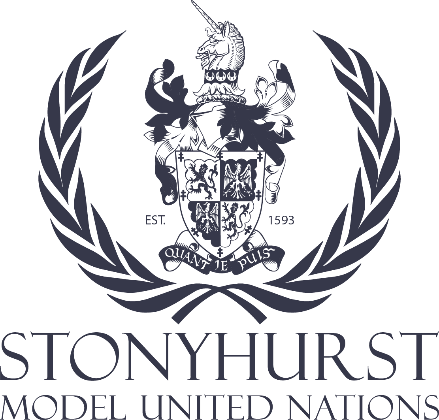 EST. 1593
QUANT JE PUIS
STONYHURST
MODEL UNITED NATIONS